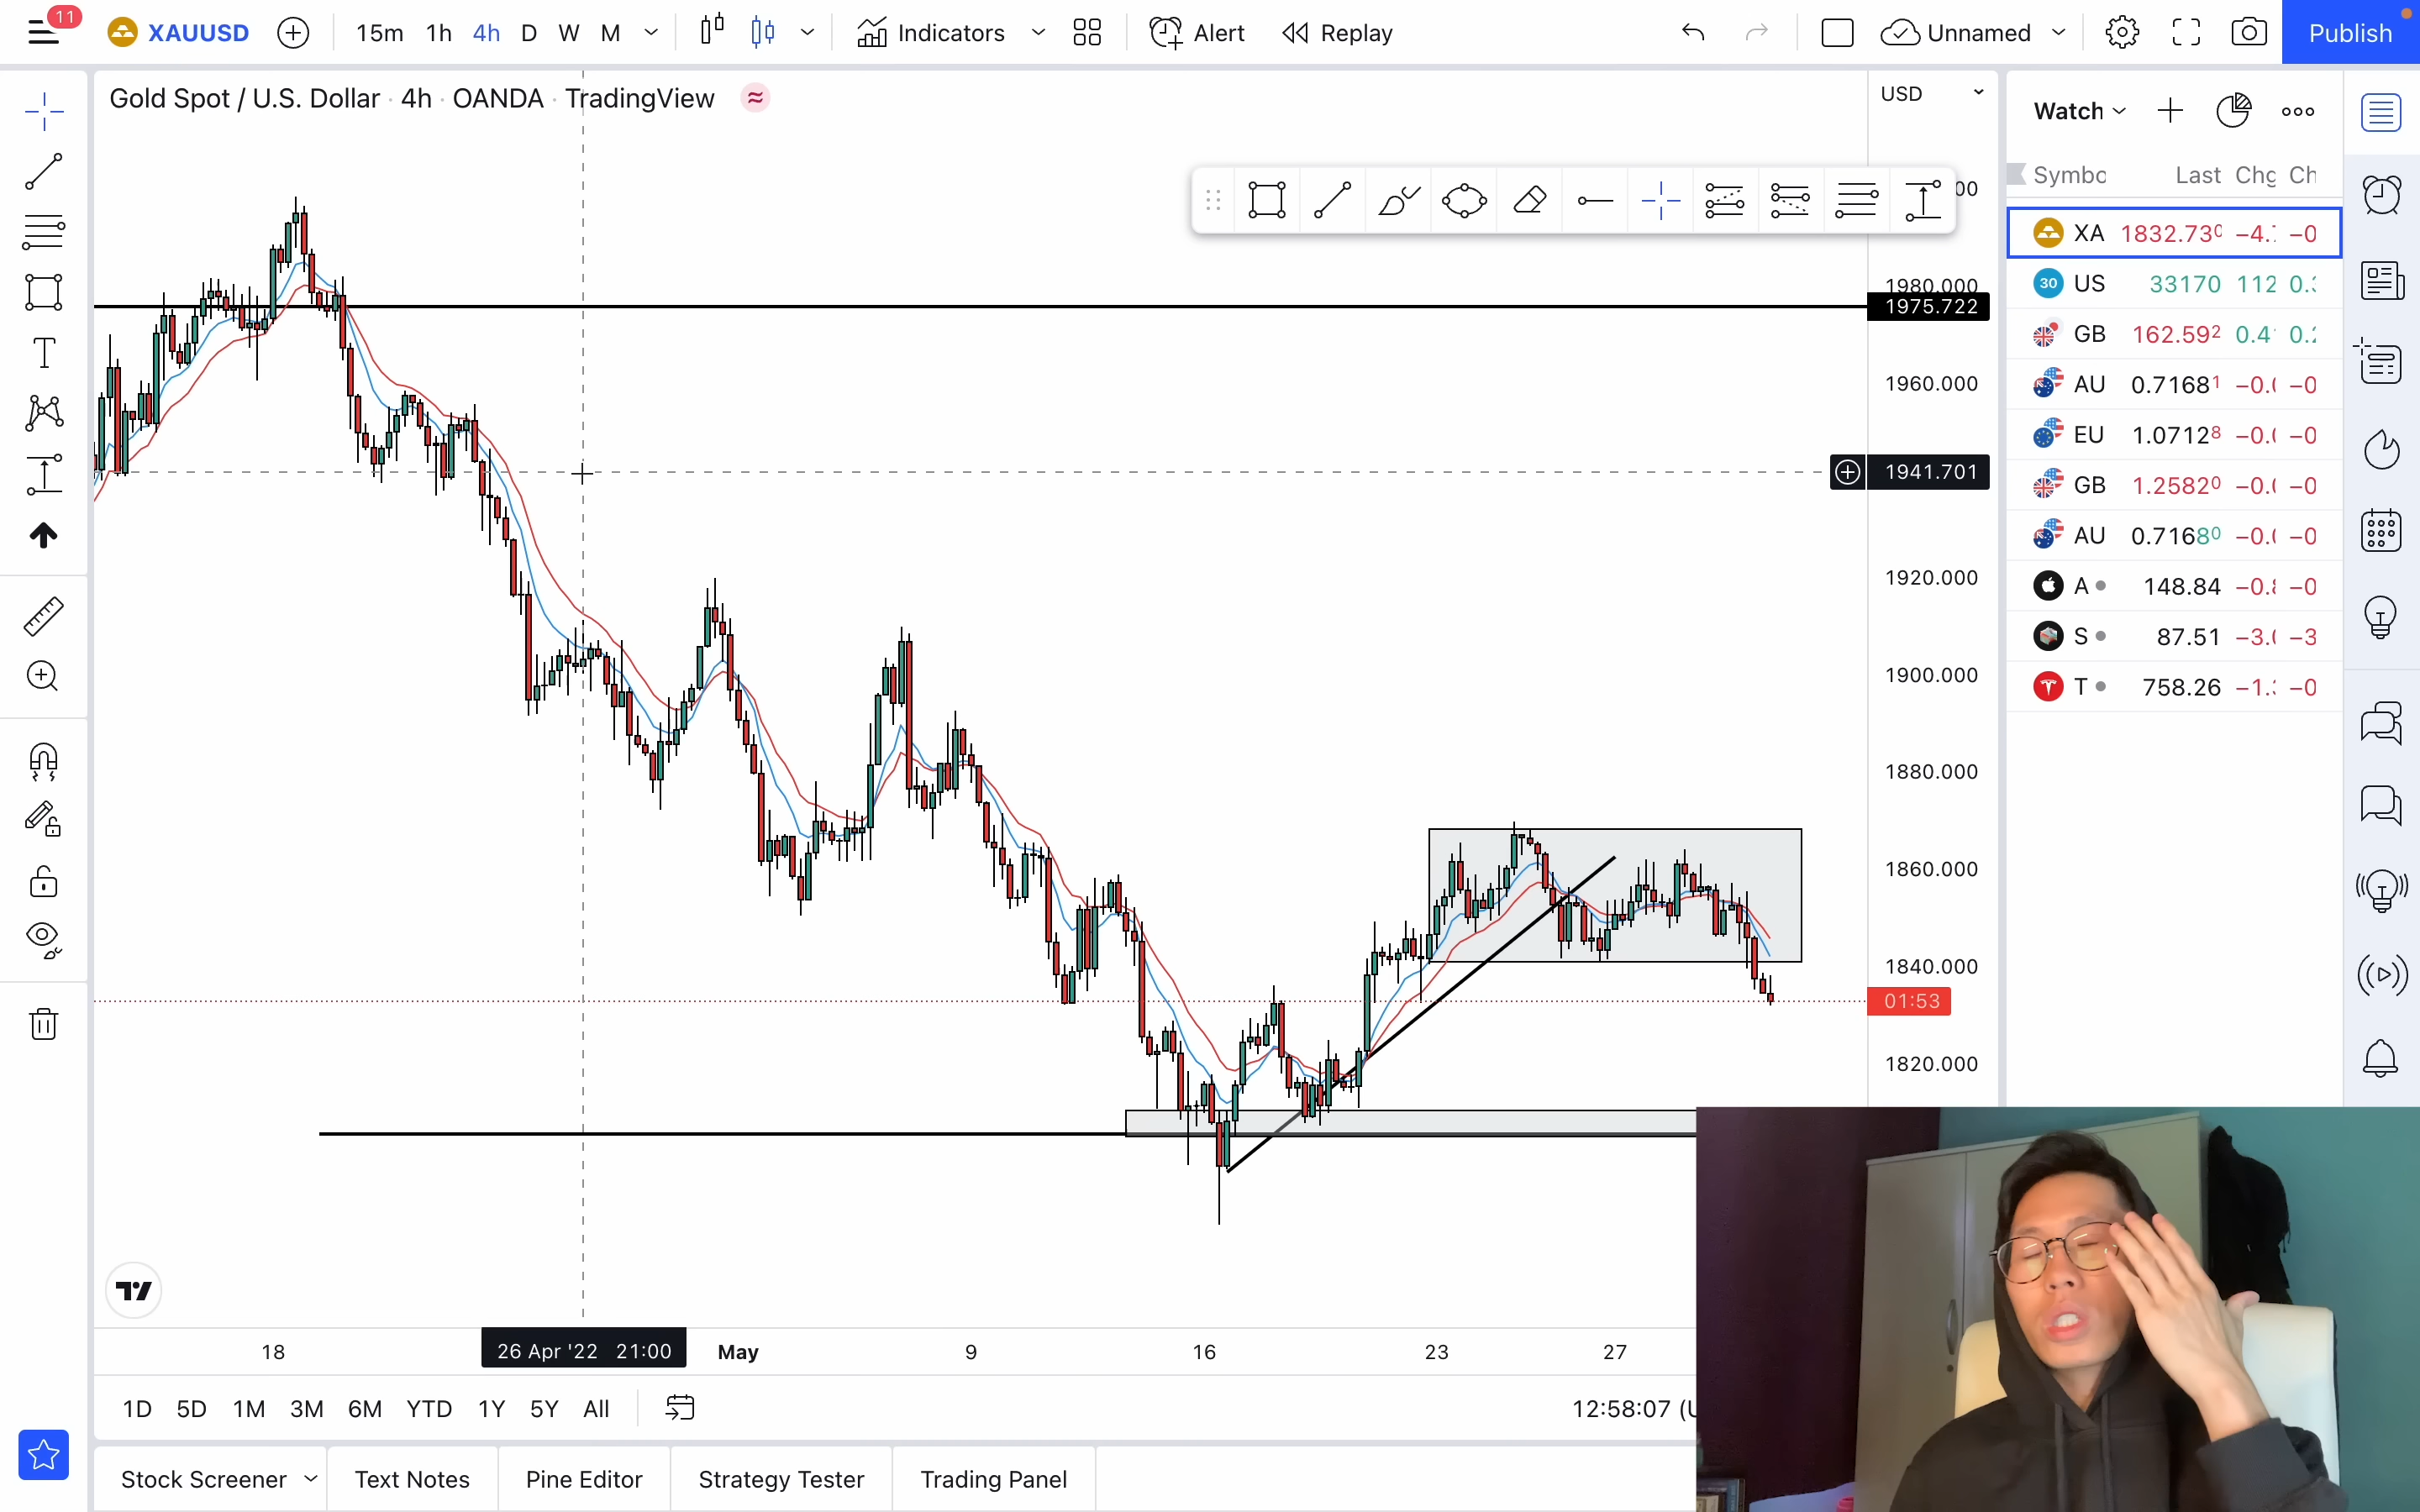 11
XAUUSD
15m 1h 4h D W M
Indicators
Alert
Replay
Unnamed
Publish
Gold Spot / U.S. Dollar · 4h · OANDA · TradingView
USD
1980.000
1975.722
1960.000
1941.701
1920.000
1900.000
1880.000
1860.000
1840.000
01:53
1820.000
Watch
Symbo Last Chg Ch
XA 1832.730 −4. −0
30 US 33170 112 0.
GB 162.592 0.4 0.
AU 0.71681 −0. −0
EU 1.07128 −0. −0
GB 1.25820 −0. −0
AU 0.71680 −0. −0
A 148.84 −0. −0
S 87.51 −3. −3
T 758.26 −1. −0
18 26 Apr '22 21:00 May 9 16 23 27
1D 5D 1M 3M 6M YTD 1Y 5Y All
12:58:07 (U
Stock Screener Text Notes Pine Editor Strategy Tester Trading Panel